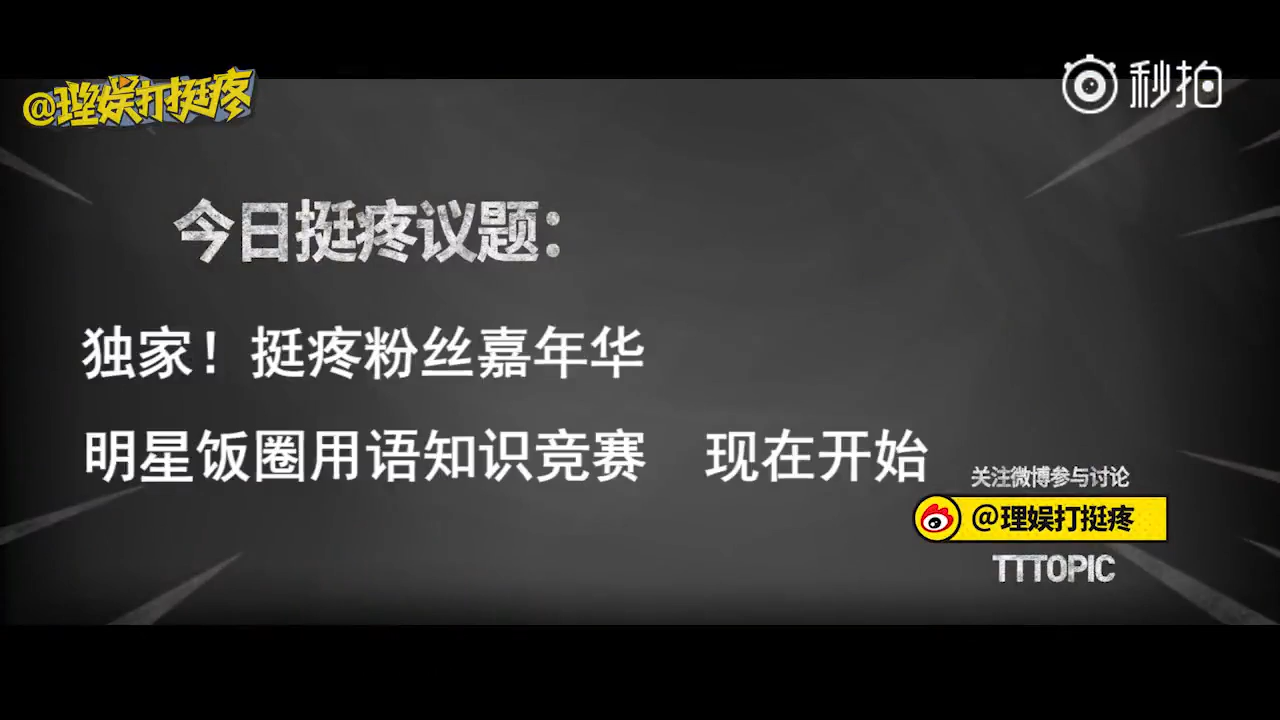 @理娱打挺疼
秒拍
今日挺疼议题：
独家！挺疼粉丝嘉年华
明星饭圈用语知识竞赛 现在开始
关注微博参与讨论
@理娱打挺疼
TTTOPIC